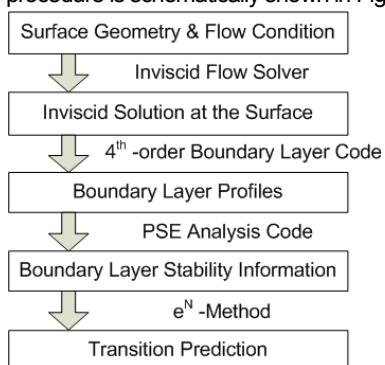 procedure is schematically shown in Fig
Surface Geometry & Flow Condition
Inviscid Flow Solver
Inviscid Solution at the Surface
4th -order Boundary Layer Code
Boundary Layer Profiles
PSE Analysis Code
Boundary Layer Stability Information
eN -Method
Transition Prediction